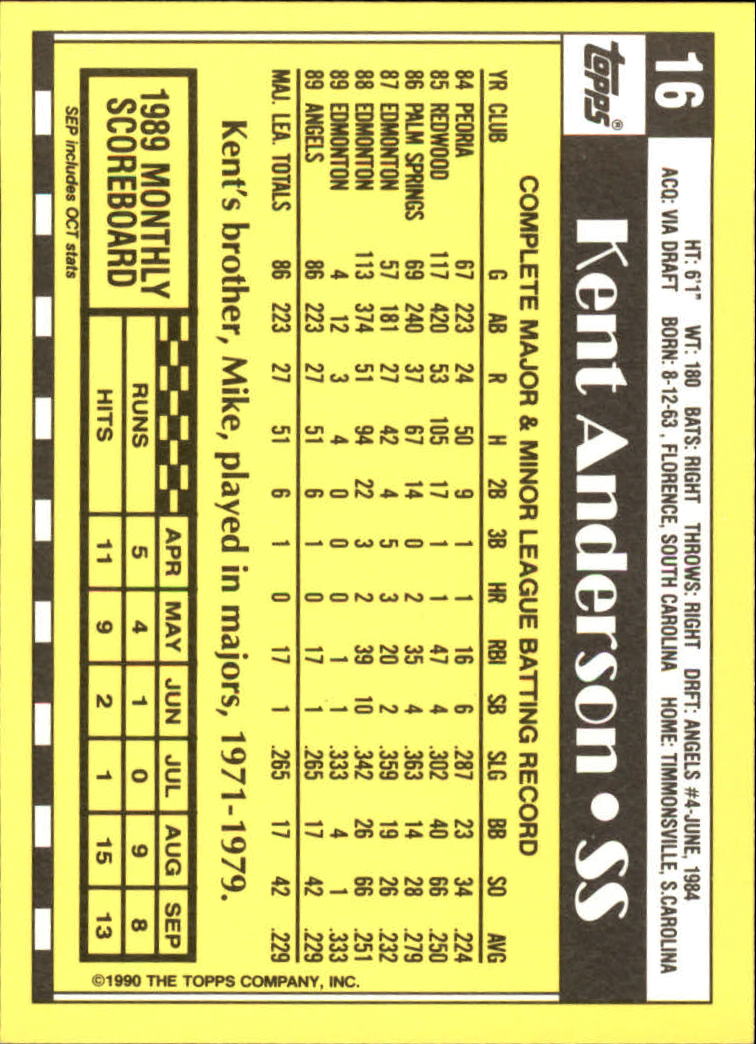 16
HT: 6'1" WT: 180 BATS: RIGHT THROWS: RIGHT DRFT: ANGELS #4-JUNE, 1984
ACQ: VIA DRAFT BORN: 8-12-63 , FLORENCE, SOUTH CAROLINA HOME: TIMMONSVILLE, S.CAROLINA
TOPPS®
Kent Anderson • SS
COMPLETE MAJOR & MINOR LEAGUE BATTING RECORD
YR CLUB G AB R H 2B 3B HR RBI SB SLG BB SO AVG
84 PEORIA 67 223 24 50 9 1 1 16 6 .287 23 34 .224
85 REDWOOD 117 420 53 105 17 1 1 47 4 .302 40 66 .250
86 PALM SPRINGS 69 240 37 67 14 0 2 35 4 .363 14 28 .279
87 EDMONTON 57 181 27 42 4 5 3 20 2 .359 19 26 .232
88 EDMONTON 113 374 51 94 22 3 2 39 10 .342 26 66 .251
89 EDMONTON 4 12 3 4 0 0 0 1 1 .333 4 1 .333
89 ANGELS 86 223 27 51 6 1 0 17 1 .265 17 42 .229
MAJ. LEA. TOTALS 86 223 27 51 6 1 0 17 1 .265 17 42 .229
Kent's brother, Mike, played in majors, 1971-1979.
1989 MONTHLY
SCOREBOARD
APR MAY JUN JUL AUG SEP
RUNS 5 4 1 0 9 8
HITS 11 9 2 1 15 13
SEP includes OCT stats
©1990 THE TOPPS COMPANY, INC.